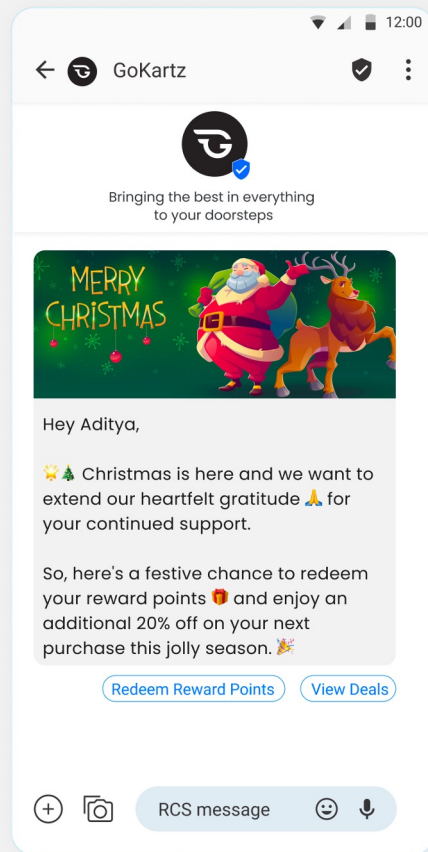 12:00
GoKartz
Bringing the best in everything
to your doorsteps
MERRY
CHRISTMAS
Hey Aditya,
🌟🎄 Christmas is here and we want to
extend our heartfelt gratitude 🙏 for
your continued support.
So, here's a festive chance to redeem
your reward points 🎁 and enjoy an
additional 20% off on your next
purchase this jolly season. 🎉
Redeem Reward Points
View Deals
RCS message